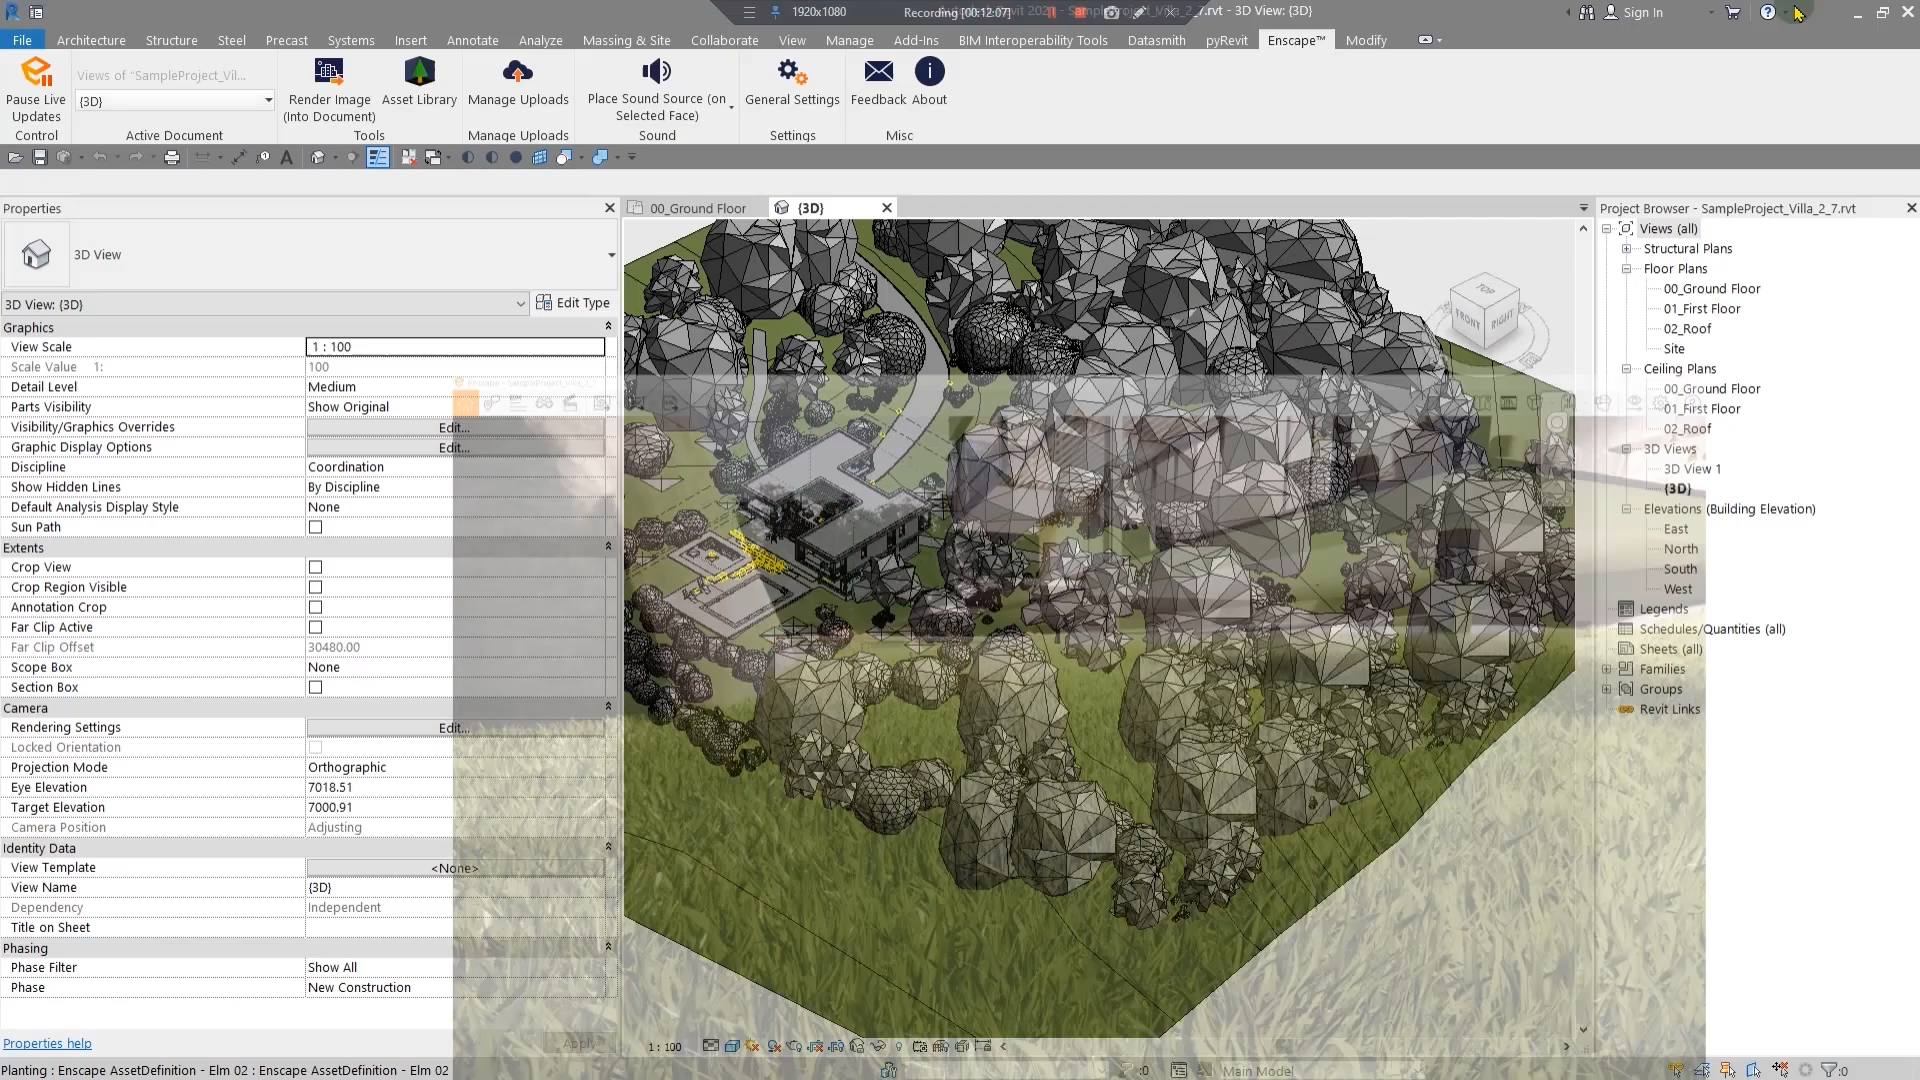 1920x1080
Recording [00:12:07]
- 3D View: {3D}
Sign In
File Architecture Structure Steel Precast Systems Insert Annotate Analyze Massing & Site Collaborate View Manage Add-Ins BIM Interoperability Tools Datasmith pyRevit Enscape™ Modify
Pause Live Updates
Views of "SampleProject_Vil...
{3D}
Render Image (Into Document)
Asset Library
Manage Uploads
Place Sound Source (on Selected Face)
General Settings
Feedback
About
Control
Active Document
Tools
Manage Uploads
Sound
Settings
Misc
Properties
3D View
3D View: {3D}
Edit Type
Graphics
View Scale 1 : 100
Scale Value 1: 100
Detail Level Medium
Parts Visibility Show Original
Visibility/Graphics Overrides Edit...
Graphic Display Options Edit...
Discipline Coordination
Show Hidden Lines By Discipline
Default Analysis Display Style None
Sun Path
Extents
Crop View
Crop Region Visible
Annotation Crop
Far Clip Active
Far Clip Offset 30480.00
Scope Box None
Section Box
Camera
Rendering Settings Edit...
Locked Orientation
Projection Mode Orthographic
Eye Elevation 7018.51
Target Elevation 7000.91
Camera Position Adjusting
Identity Data
View Template <None>
View Name {3D}
Dependency Independent
Title on Sheet
Phasing
Phase Filter Show All
Phase New Construction
Properties help
Apply
Planting : Enscape AssetDefinition - Elm 02 : Enscape AssetDefinition - Elm 02
00_Ground Floor
{3D}
TOP
FRONT
RIGHT
1 : 100
:0
Main Model
:0
Project Browser - SampleProject_Villa_2_7.rvt
Views (all)
Structural Plans
Floor Plans
00_Ground Floor
01_First Floor
02_Roof
Site
Ceiling Plans
00_Ground Floor
01_First Floor
02_Roof
3D Views
3D View 1
{3D}
Elevations (Building Elevation)
East
North
South
West
Legends
Schedules/Quantities (all)
Sheets (all)
Families
Groups
Revit Links